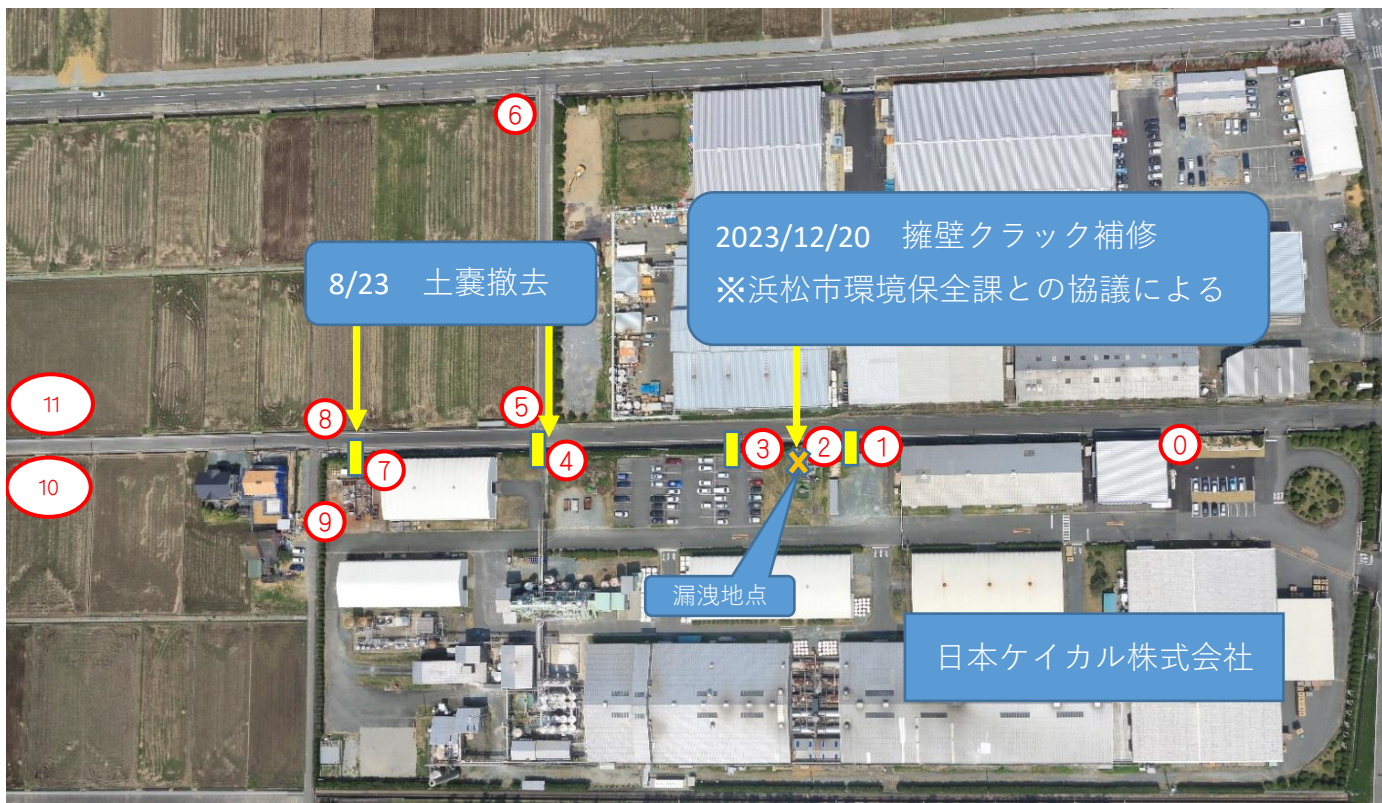 ⑥
2023/12/20　擁壁クラック補修
※浜松市環境保全課との協議による
8/23　土嚢撤去
11
⑧
⑤
⑦
④
③
②
①
⓪
10
⑨
漏洩地点
日本ケイカル株式会社